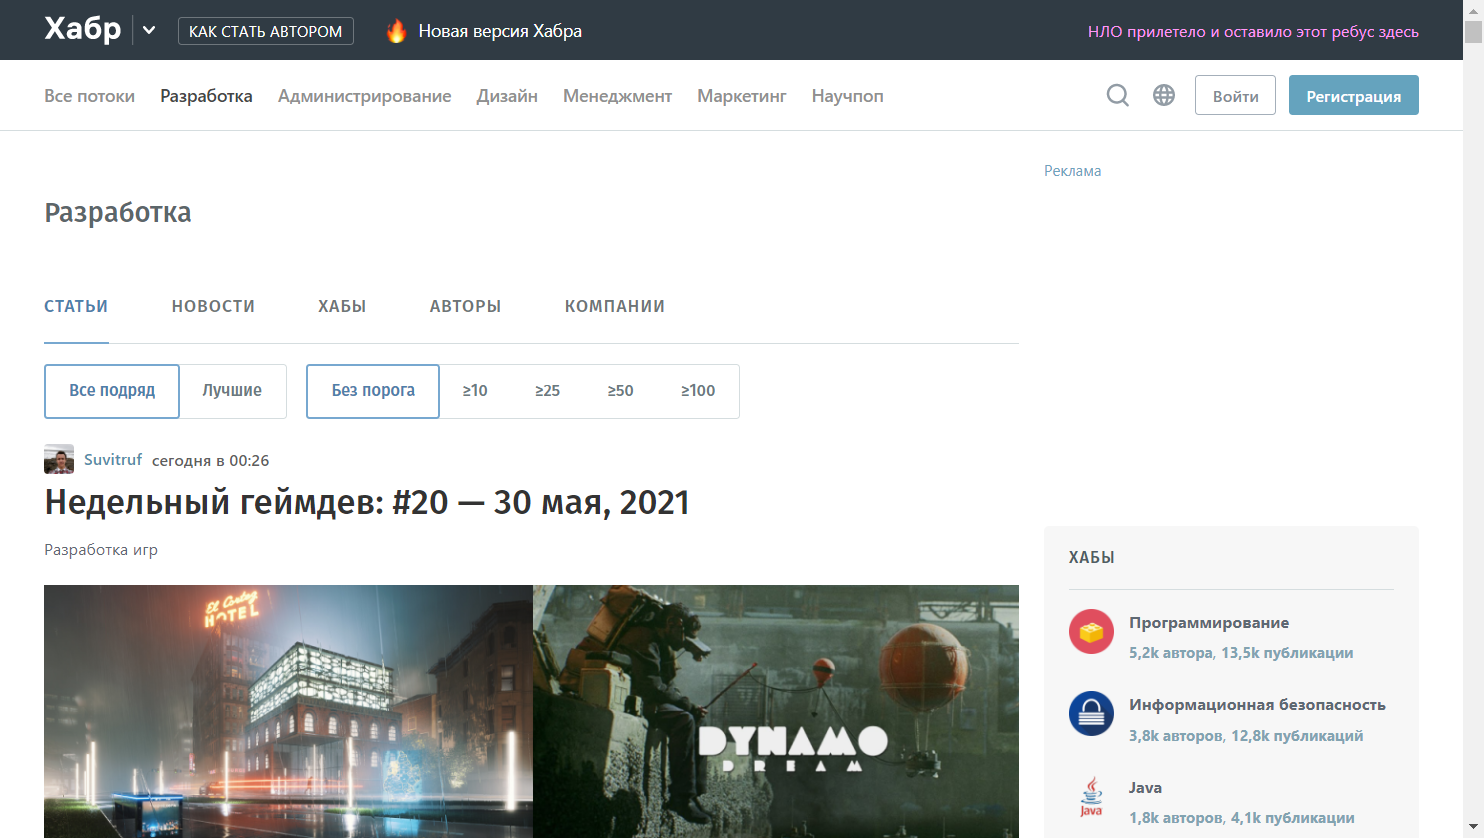 Хабр
КАК СТАТЬ АВТОРОМ
Новая версия Хабра
НЛО прилетело и оставило этот ребус здесь
Все потоки Разработка Администрирование Дизайн Менеджмент Маркетинг Научпоп
Войти
Регистрация
Реклама
Разработка
СТАТЬИ НОВОСТИ ХАБЫ АВТОРЫ КОМПАНИИ
Все подряд Лучшие Без порога ≥10 ≥25 ≥50 ≥100
Suvitruf сегодня в 00:26
Недельный геймдев: #20 — 30 мая, 2021
Разработка игр
El Cortez
HOTEL
DYNAMO
DREAM
ХАБЫ
Программирование
5,2k автора, 13,5k публикации
Информационная безопасность
3,8k авторов, 12,8k публикаций
Java
Java
1,8k авторов, 4,1k публикации